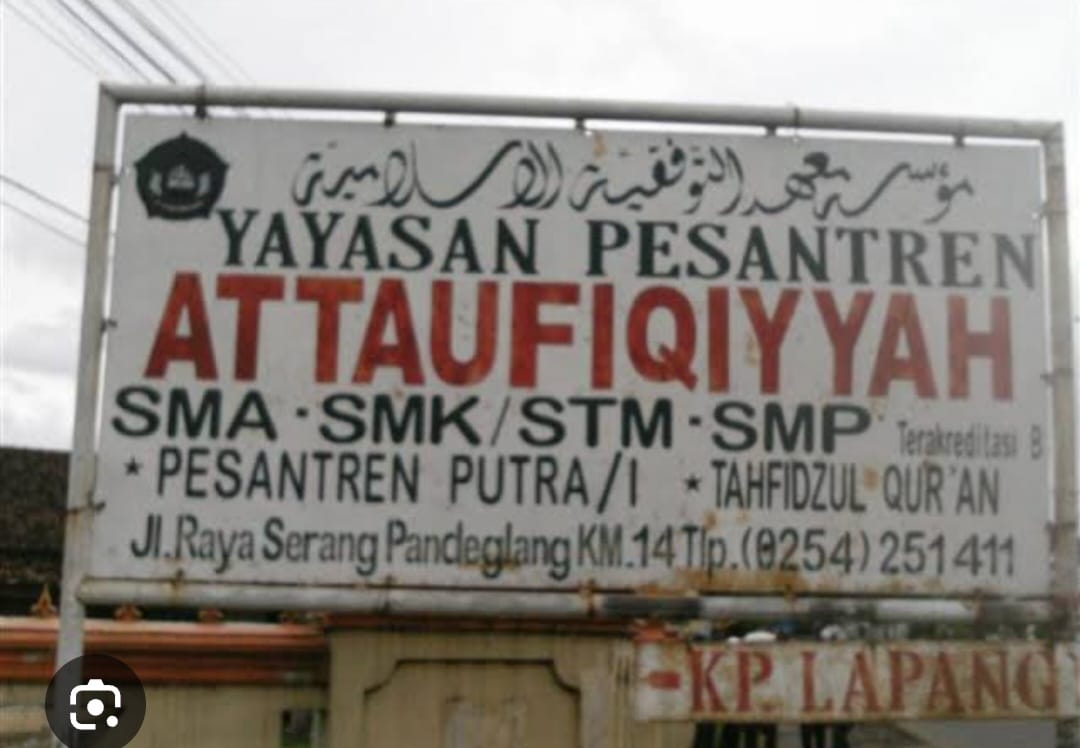 مؤسسة معهد التوفقية الاسلامية
YAYASAN PESANTREN
ATTAUFIQIYYAH
SMA · SMK/STM · SMP Terakreditasi B
* PESANTREN PUTRA/I * TAHFIDZUL QUR'AN
Jl.Raya Serang Pandeglang KM.14 Tlp.(0254) 251411
KP. LAPANG